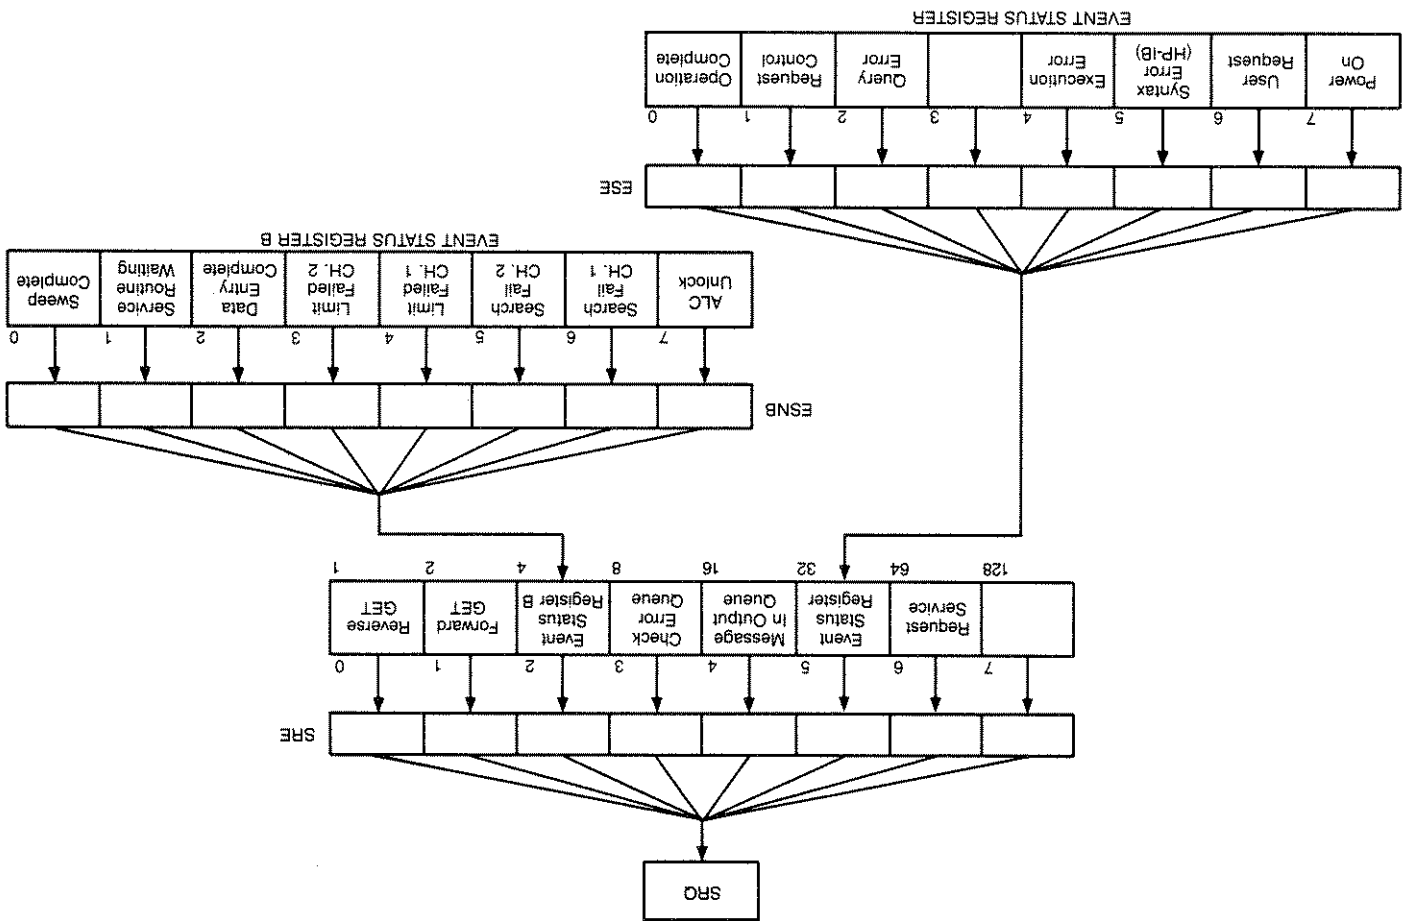 SRQ
SRE
7
6
5
4
3
2
1
0
Request
Service
Event
Status
Register
Message
In Output
Queue
Check
Error
Queue
Event
Status
Register B
Forward
GET
Reverse
GET
128
64
32
16
8
4
2
1
ESNB
7
6
5
4
3
2
1
0
ALC
Unlock
Search
Fail
CH. 1
Search
Fail
CH. 2
Limit
Failed
CH. 1
Limit
Failed
CH. 2
Data
Entry
Complete
Service
Routine
Waiting
Sweep
Complete
EVENT STATUS REGISTER B
ESE
7
6
5
4
3
2
1
0
Power
On
User
Request
Syntax
Error
(HP-IB)
Execution
Error
Query
Error
Request
Control
Operation
Complete
EVENT STATUS REGISTER